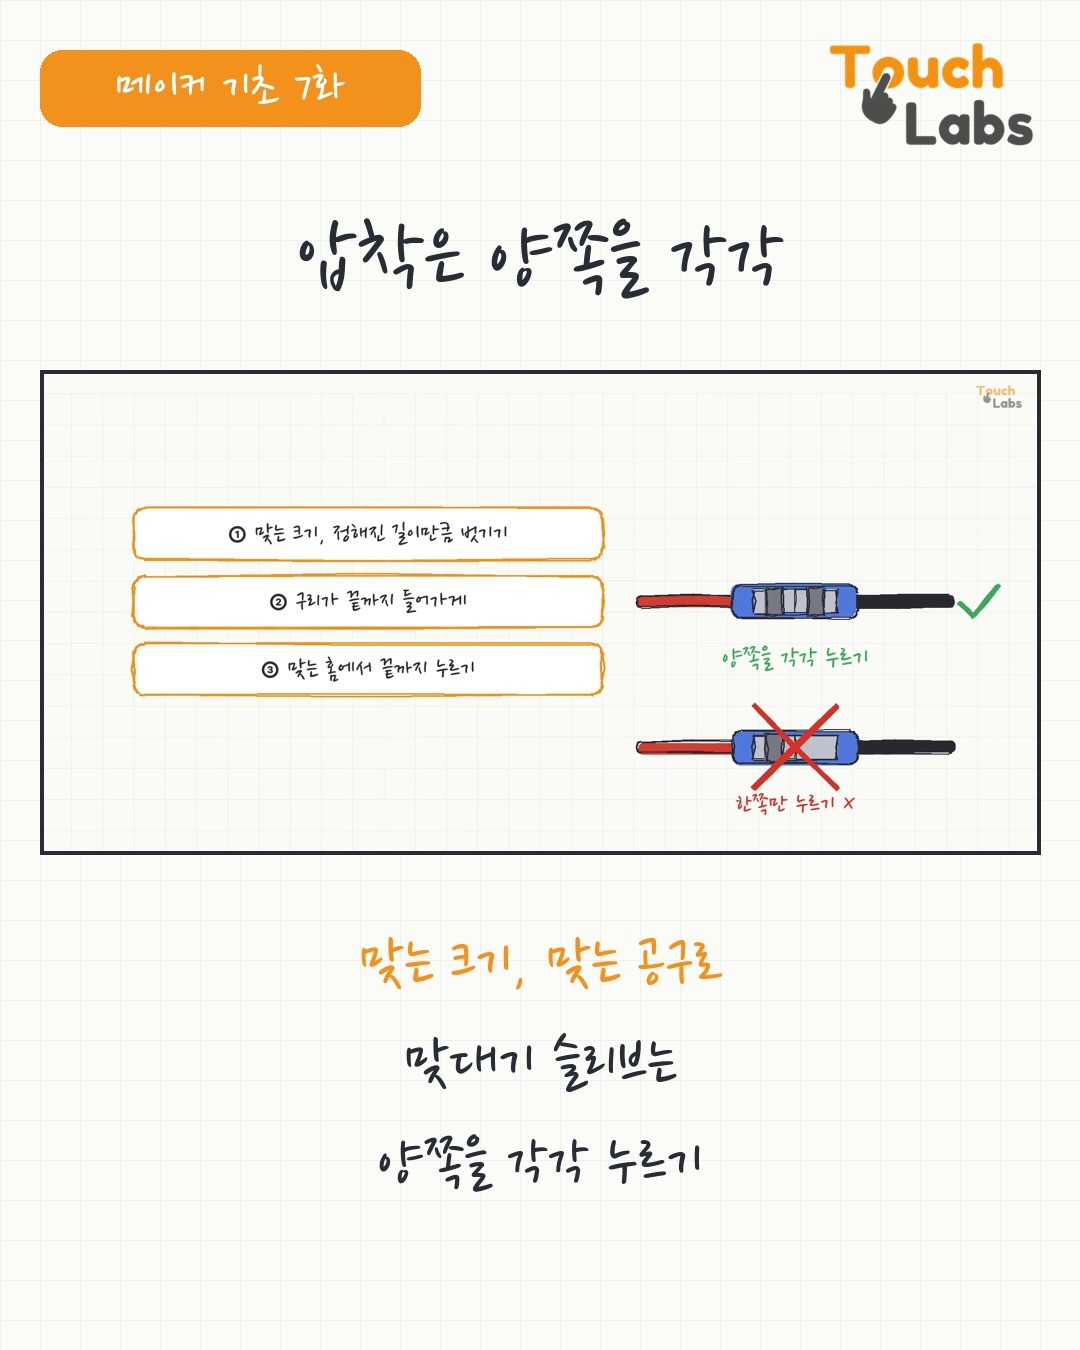 메이커 기초 7화
Touch
Labs
압착은 양쪽을 각각
Touch
Labs
① 맞는 크기, 정해진 길이만큼 벗기기
② 구리가 끝까지 들어가게
③ 맞는 홈에서 끝까지 누르기
양쪽을 각각 누르기
한쪽만 누르기 X
맞는 크기, 맞는 공구로
맞대기 슬리브는
양쪽을 각각 누르기